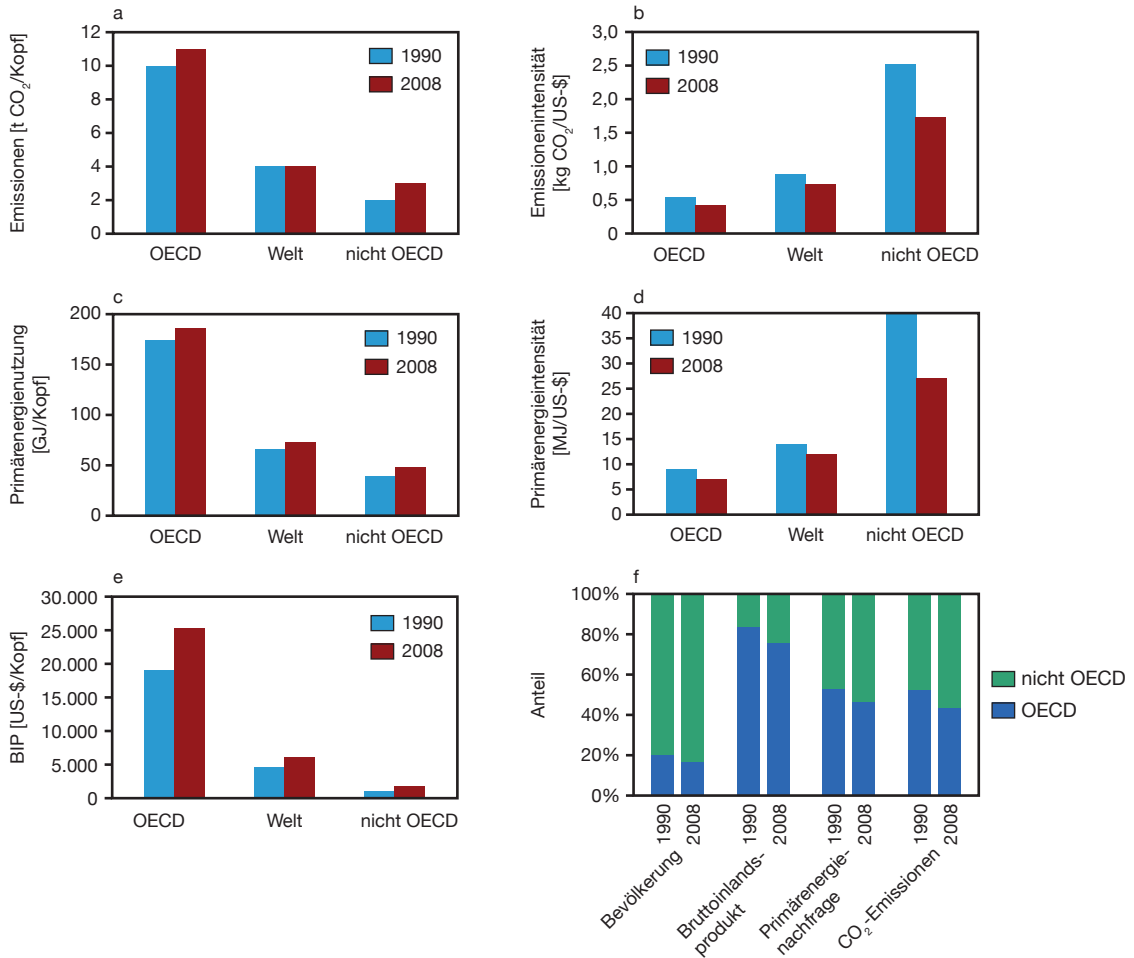 a
Emissionen [t CO2/Kopf]
12
10
8
6
4
2
0
1990
2008
OECD Welt nicht OECD
b
Emissionenintensität
[kg CO2/US-$]
3,0
2,5
2,0
1,5
1,0
0,5
0
1990
2008
OECD Welt nicht OECD
c
Primärenergienutzung
[GJ/Kopf]
200
150
100
50
0
1990
2008
OECD Welt nicht OECD
d
Primärenergieintensität
[MJ/US-$]
40
35
30
25
20
15
10
5
0
1990
2008
OECD Welt nicht OECD
e
BIP [US-$/Kopf]
30.000
25.000
20.000
15.000
10.000
5.000
0
1990
2008
OECD Welt nicht OECD
f
Anteil
100%
80%
60%
40%
20%
0%
nicht OECD
OECD
1990 2008 1990 2008 1990 2008 1990 2008
Bevölkerung
Bruttoinlands-
produkt
Primärenergie-
nachfrage
CO2-Emissionen